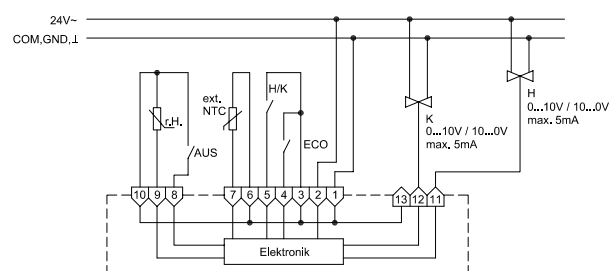 24V~
COM,GND,⊥
H/K
ext.
NTC
r.H.
ECO
AUS
K
0...10V / 10...0V
max. 5mA
H
0...10V / 10...0V
max. 5mA
10 9 8 7 6 5 4 3 2 1 13 12 11
Elektronik